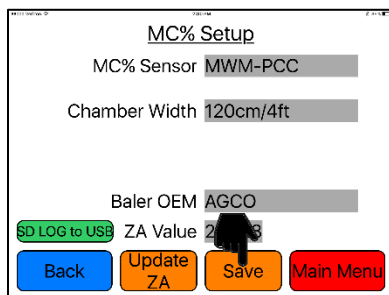 MC% Setup
MC% Sensor MWM-PCC
Chamber Width 120cm/4ft
Baler OEM AGCO
SD LOG to USB ZA Value
Back Update ZA Save Main Menu